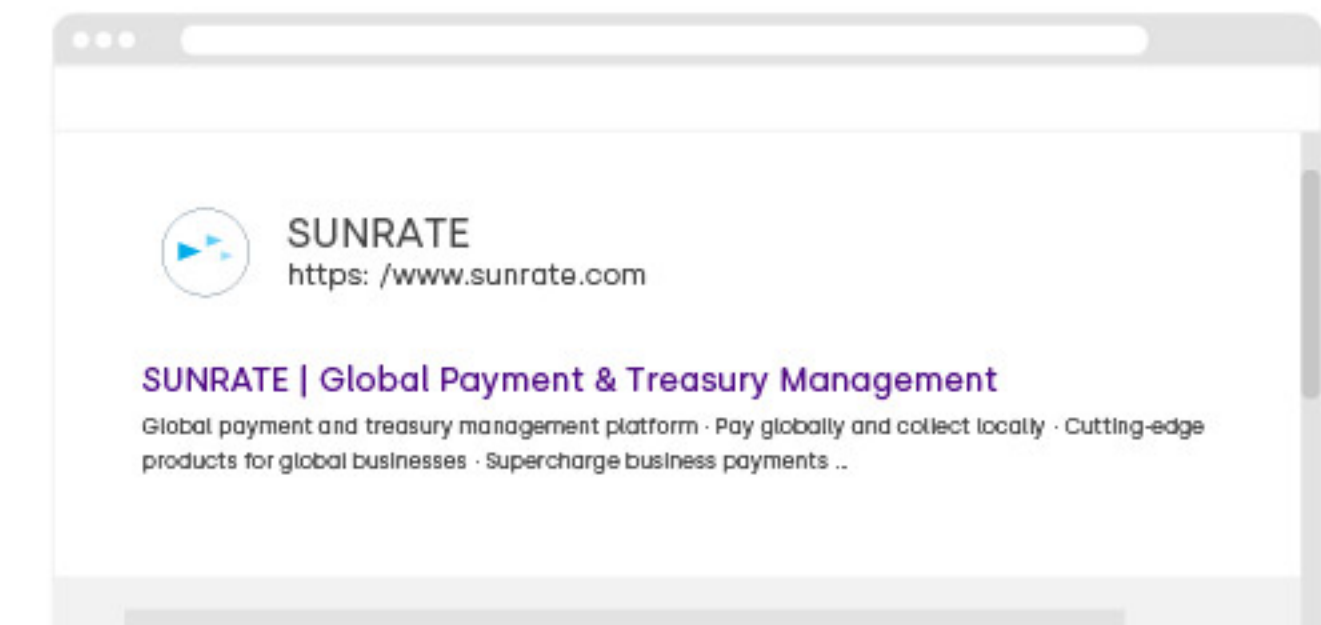 SUNRATE
https: /www.sunrate.com
SUNRATE | Global Payment & Treasury Management
Global payment and treasury management platform · Pay globally and collect locally · Cutting-edge
products for global businesses · Supercharge business payments ..